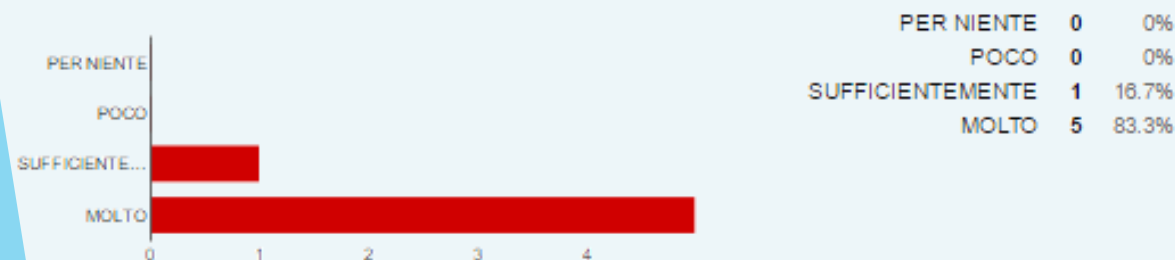 PER NIENTE
POCO
SUFFICIENTE...
MOLTO
0 1 2 3 4
PER NIENTE 0 0%
POCO 0 0%
SUFFICIENTEMENTE 1 16.7%
MOLTO 5 83.3%